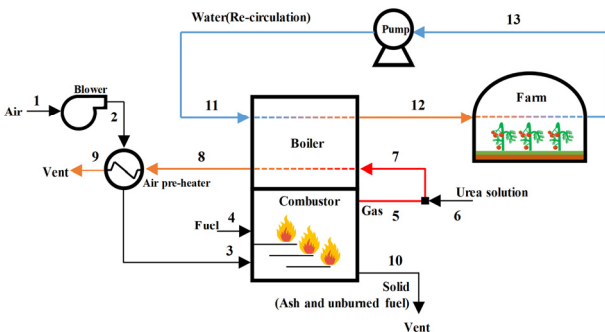 Water(Re-circulation)
Pump
13
Blower
1
Air
2
11
12
Farm
Boiler
9
8
7
Vent
Air pre-heater
Combustor
Urea solution
Gas
5
6
Fuel
4
3
10
Solid
(Ash and unburned fuel)
Vent